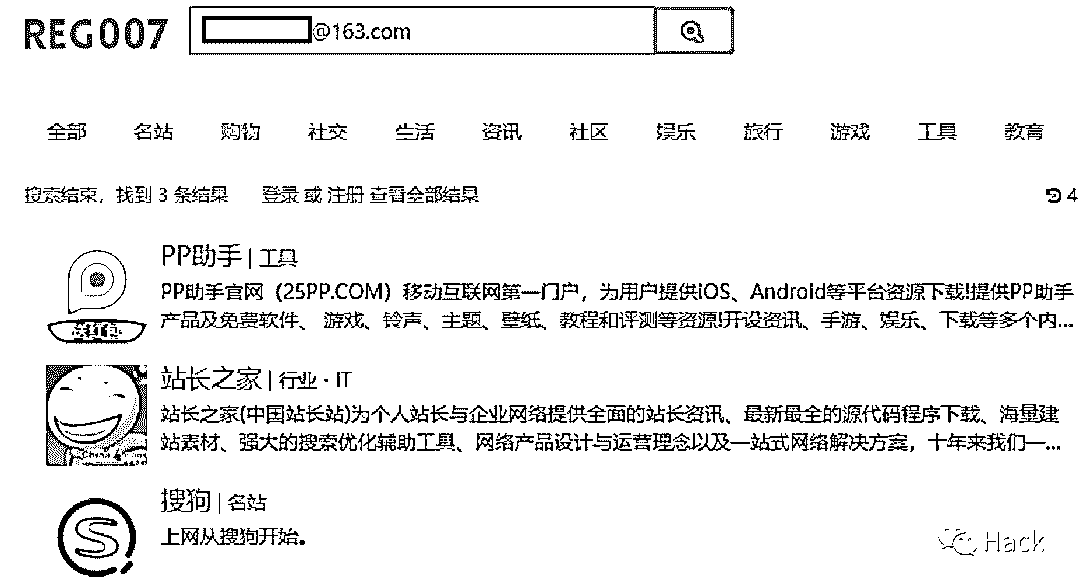 REG007
@163.com
全部 名站 购物 社交 生活 资讯 社区 娱乐 旅行 游戏 工具 教育
搜索结束，找到 3 条结果 登录 或 注册 查看全部结果 4
PP助手 | 工具
PP助手官网（25PP.COM）移动互联网第一门户，为用户提供iOS、Android等平台资源下载!提供PP助手
产品及免费软件、 游戏、铃声、主题、壁纸、教程和评测等资源!开设资讯、手游、娱乐、下载等多个内...
送红包
站长之家 | 行业 · IT
站长之家(中国站长站)为个人站长与企业网络提供全面的站长资讯、最新最全的源代码程序下载、海量建
站素材、强大的搜索优化辅助工具、网络产品设计与运营理念以及一站式网络解决方案，十年来我们一...
搜狗 | 名站
上网从搜狗开始。
Hack